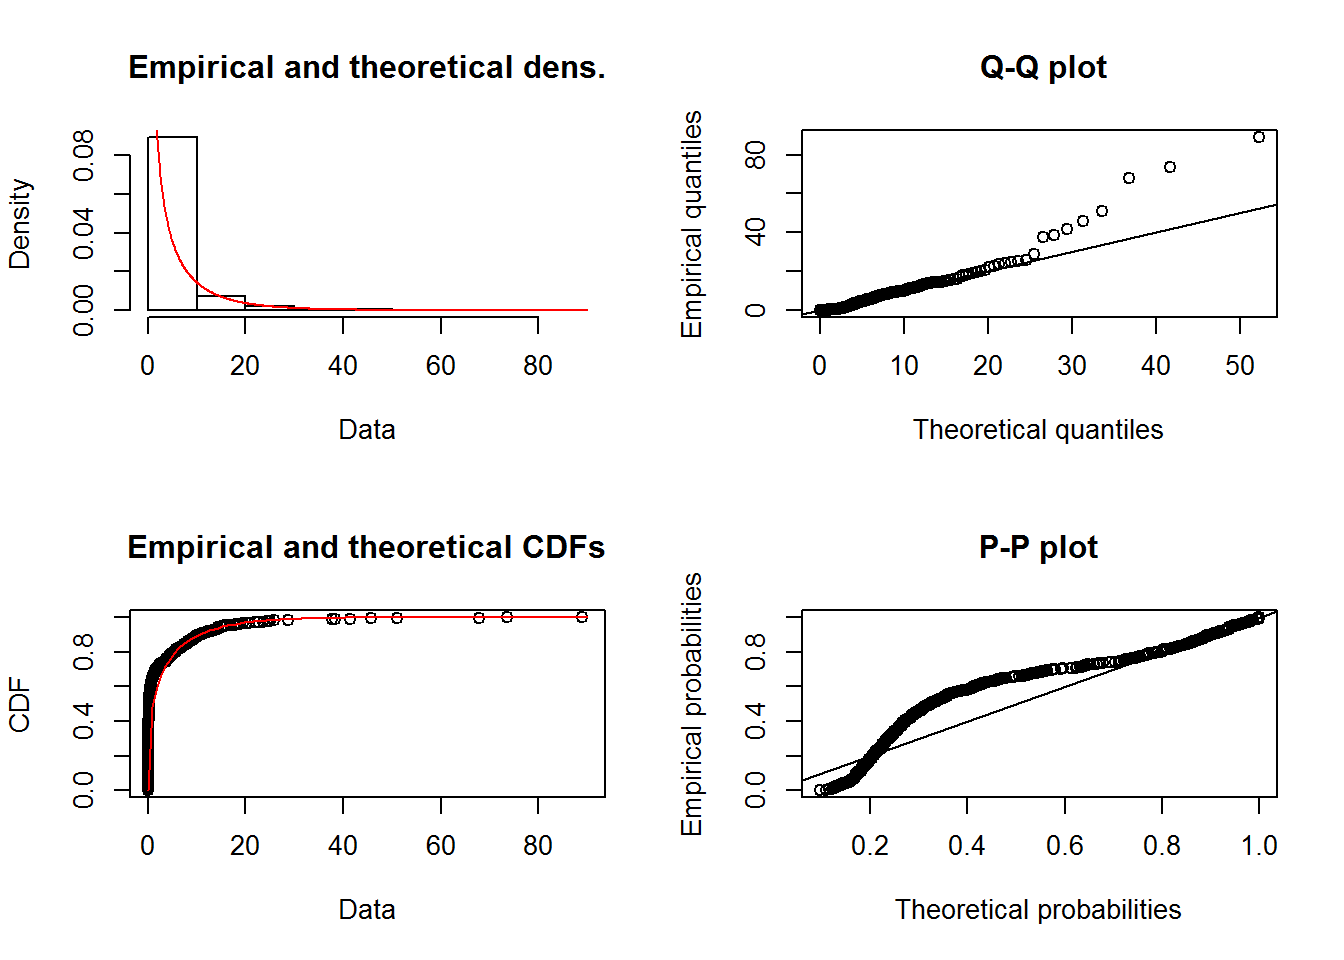 Empirical and theoretical dens.
Density
0.00 0.04 0.08
0 20 40 60 80
Data
Q-Q plot
Empirical quantiles
0 40 80
0 10 20 30 40 50
Theoretical quantiles
Empirical and theoretical CDFs
CDF
0.0 0.4 0.8
0 20 40 60 80
Data
P-P plot
Empirical probabilities
0.0 0.4 0.8
0.2 0.4 0.6 0.8 1.0
Theoretical probabilities